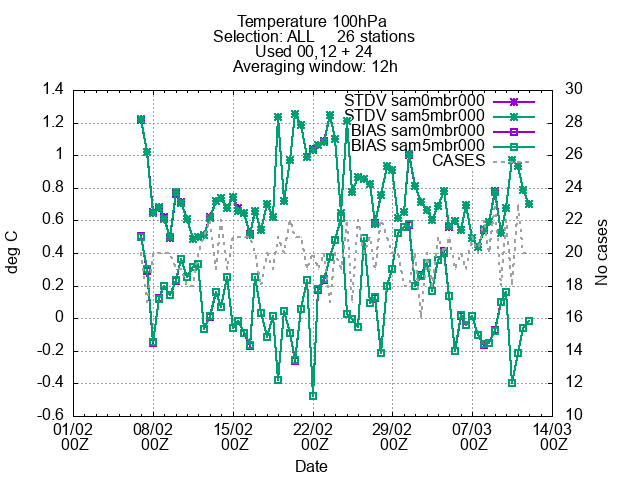 Temperature 100hPa
Selection: ALL 26 stations
Used 00,12 + 24
Averaging window: 12h
STDV sam0mbr000
STDV sam5mbr000
BIAS sam0mbr000
BIAS sam5mbr000
CASES
deg C
1.4
1.2
1
0.8
0.6
0.4
0.2
0
-0.2
-0.4
-0.6
No cases
30
28
26
24
22
20
18
16
14
12
10
01/02 08/02 15/02 22/02 29/02 07/03 14/03
00Z 00Z 00Z 00Z 00Z 00Z 00Z
Date